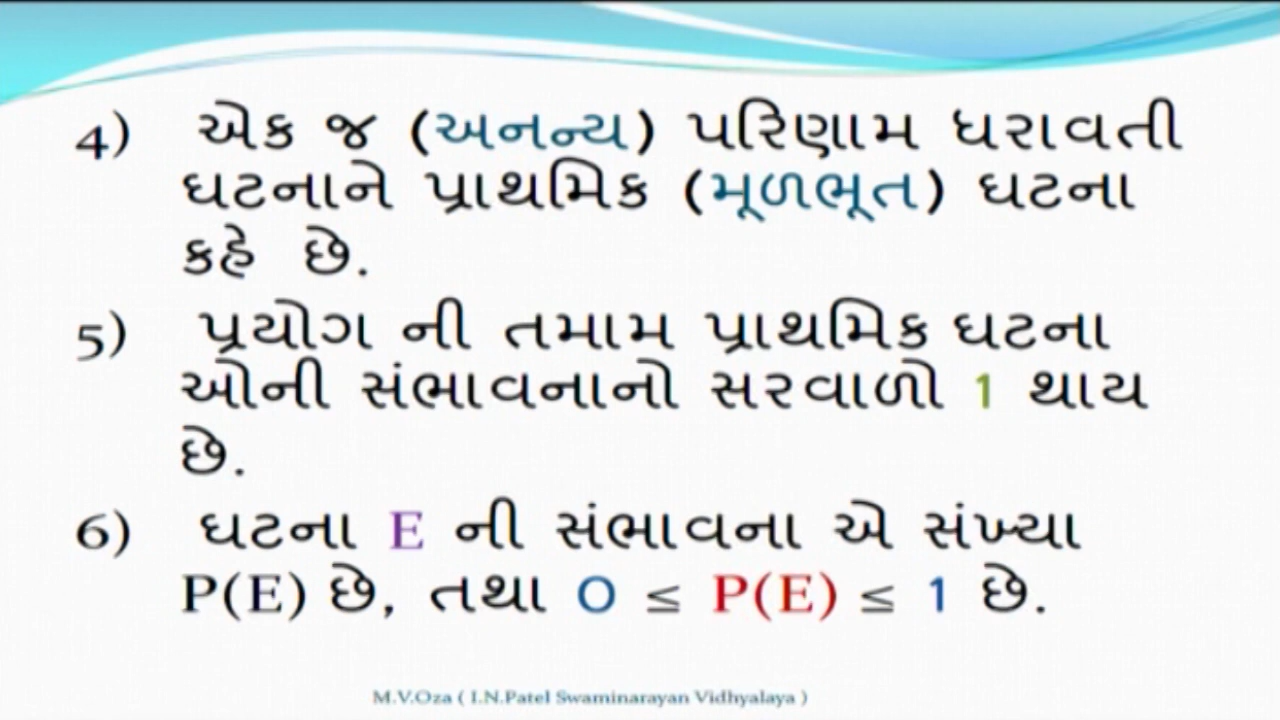 4) એક જ (અનન્ય) પરિણામ ધરાવતી
ઘટનાને પ્રાથમિક (મૂળભૂત) ઘટના
કહે છે.
5) પ્રયોગ ની તમામ પ્રાથમિક ઘટના
ઓની સંભાવનાનો સરવાળો 1 થાય
છે.
6) ઘટના E ની સંભાવના એ સંખ્યા
P(E) છે, તથા 0 ≤ P(E) ≤ 1 છે.
M.V.Oza ( I.N.Patel Swaminarayan Vidhyalaya )